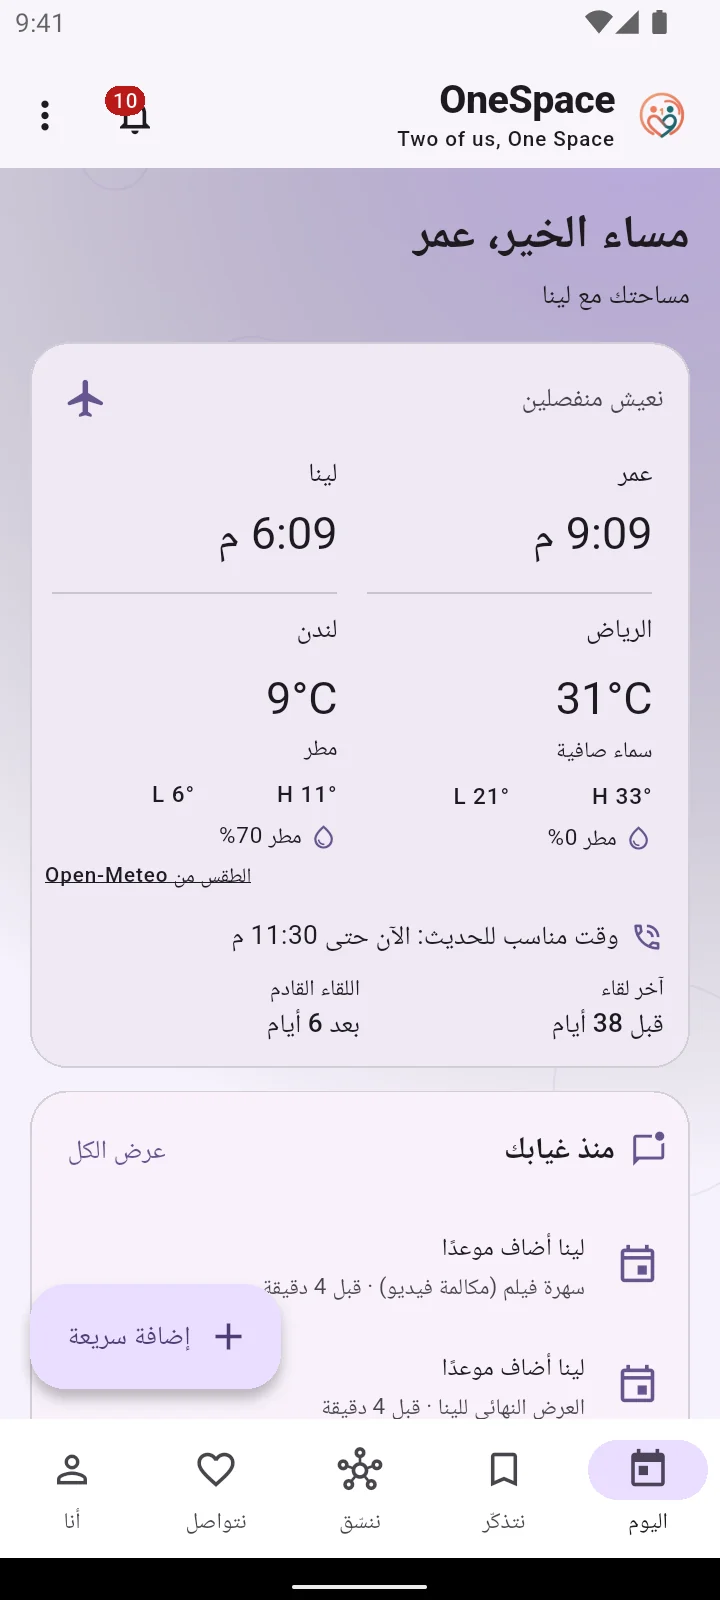 9:41
OneSpace
Two of us, One Space
10
مساء الخير، عمر
مساحتك مع لينا
نعيش منفصلين
عمر
9:09 م
لينا
6:09 م
الرياض
31°C
سماء صافية
H 33° L 21°
مطر 0%
لندن
9°C
مطر
H 11° L 6°
مطر 70%
الطقس من Open-Meteo
وقت مناسب للحديث: الآن حتى 11:30 م
آخر لقاء
قبل 38 أيام
اللقاء القادم
بعد 6 أيام
منذ غيابك
عرض الكل
لينا أضاف موعدًا
سهرة فيلم (مكالمة فيديو) · قبل 4 دقيقة
لينا أضاف موعدًا
العرض النهائي للينا · قبل 4 دقيقة
إضافة سريعة
اليوم
نتذكّر
ننسّق
نتواصل
أنا